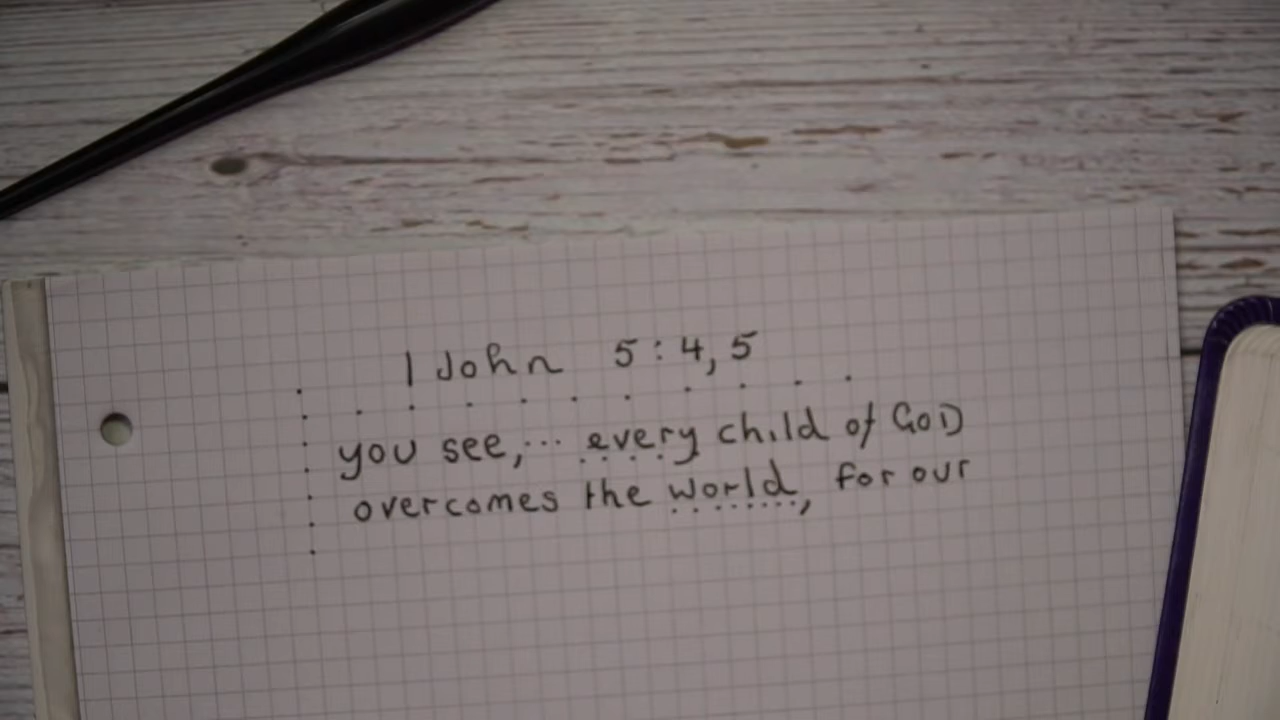 1 John 5:4,5
you see,... every child of GOD
overcomes the world, for our